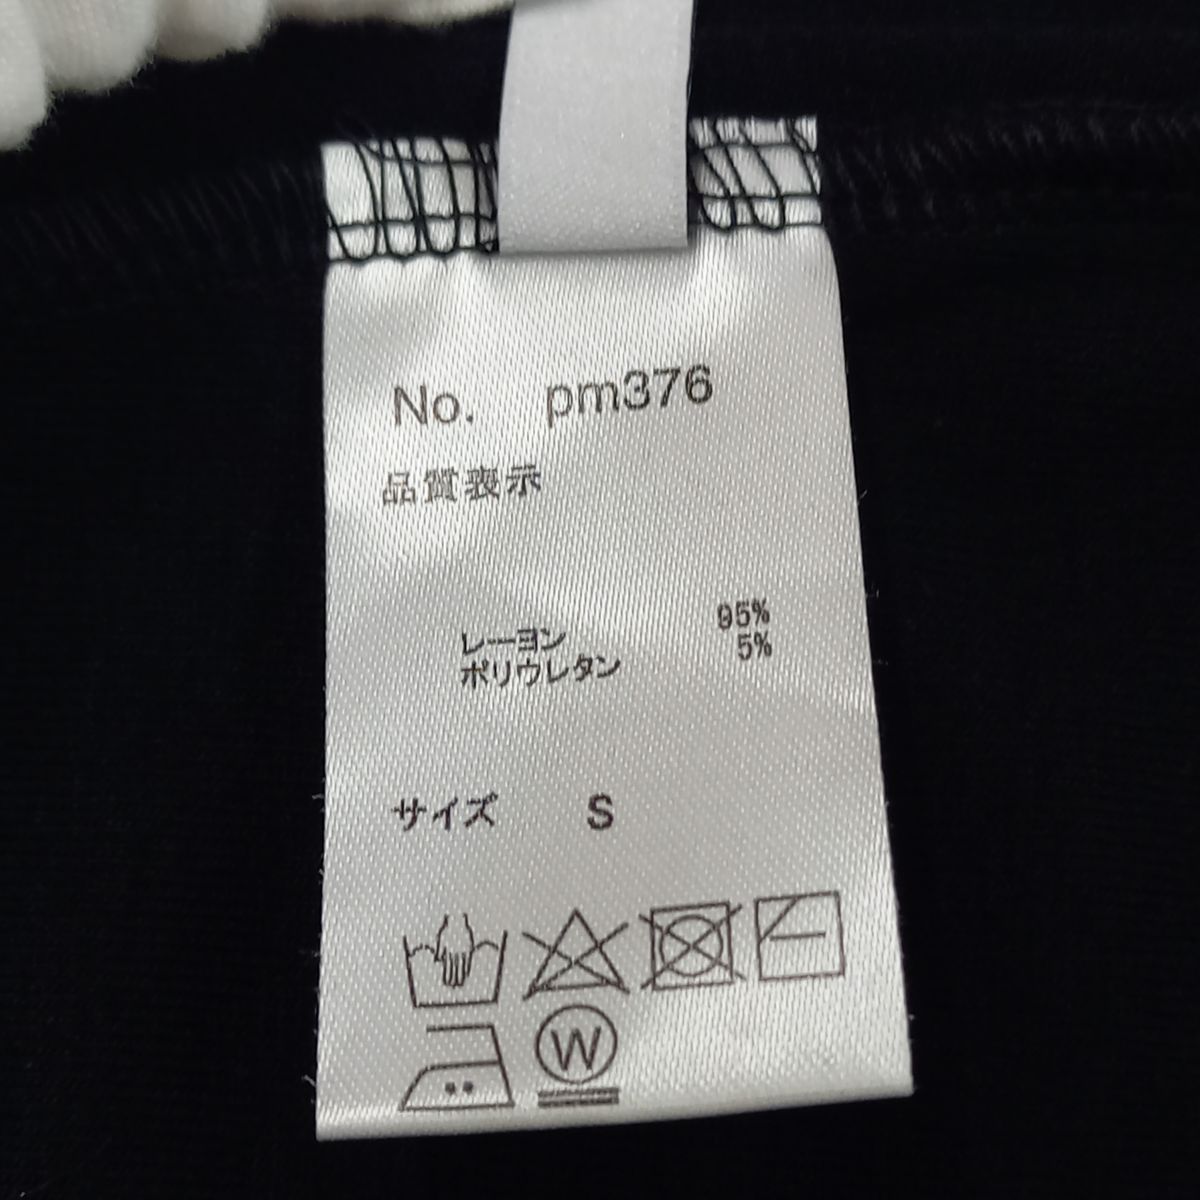 No. pm376
品質表示
レーヨン 95%
ポリウレタン 5%
サイズ S
W